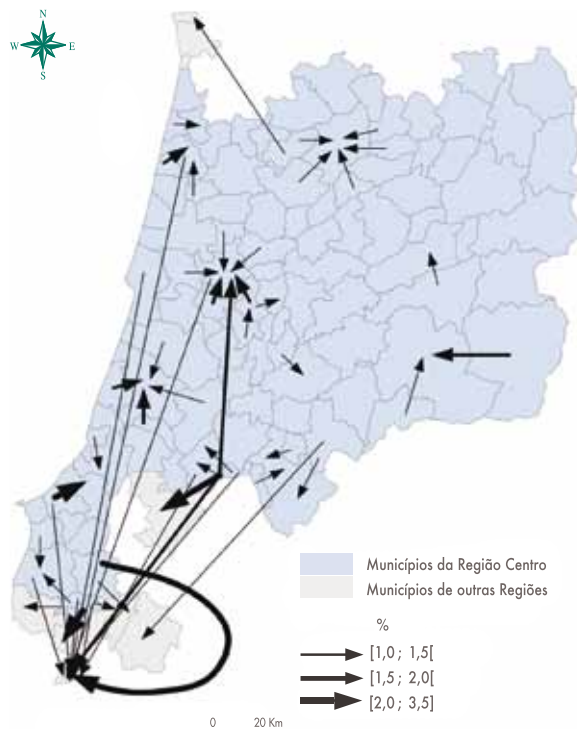 N
W E
S
Municípios da Região Centro
Municípios de outras Regiões
%
[1,0 ; 1,5[
[1,5 ; 2,0[
[2,0 ; 3,5]
0 20 Km